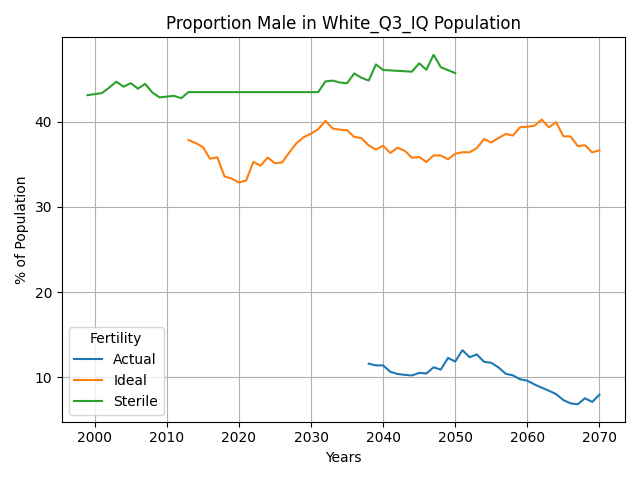 Proportion Male in White_Q3_IQ Population
% of Population
40
30
20
10
Fertility
Actual
Ideal
Sterile
2000 2010 2020 2030 2040 2050 2060 2070
Years